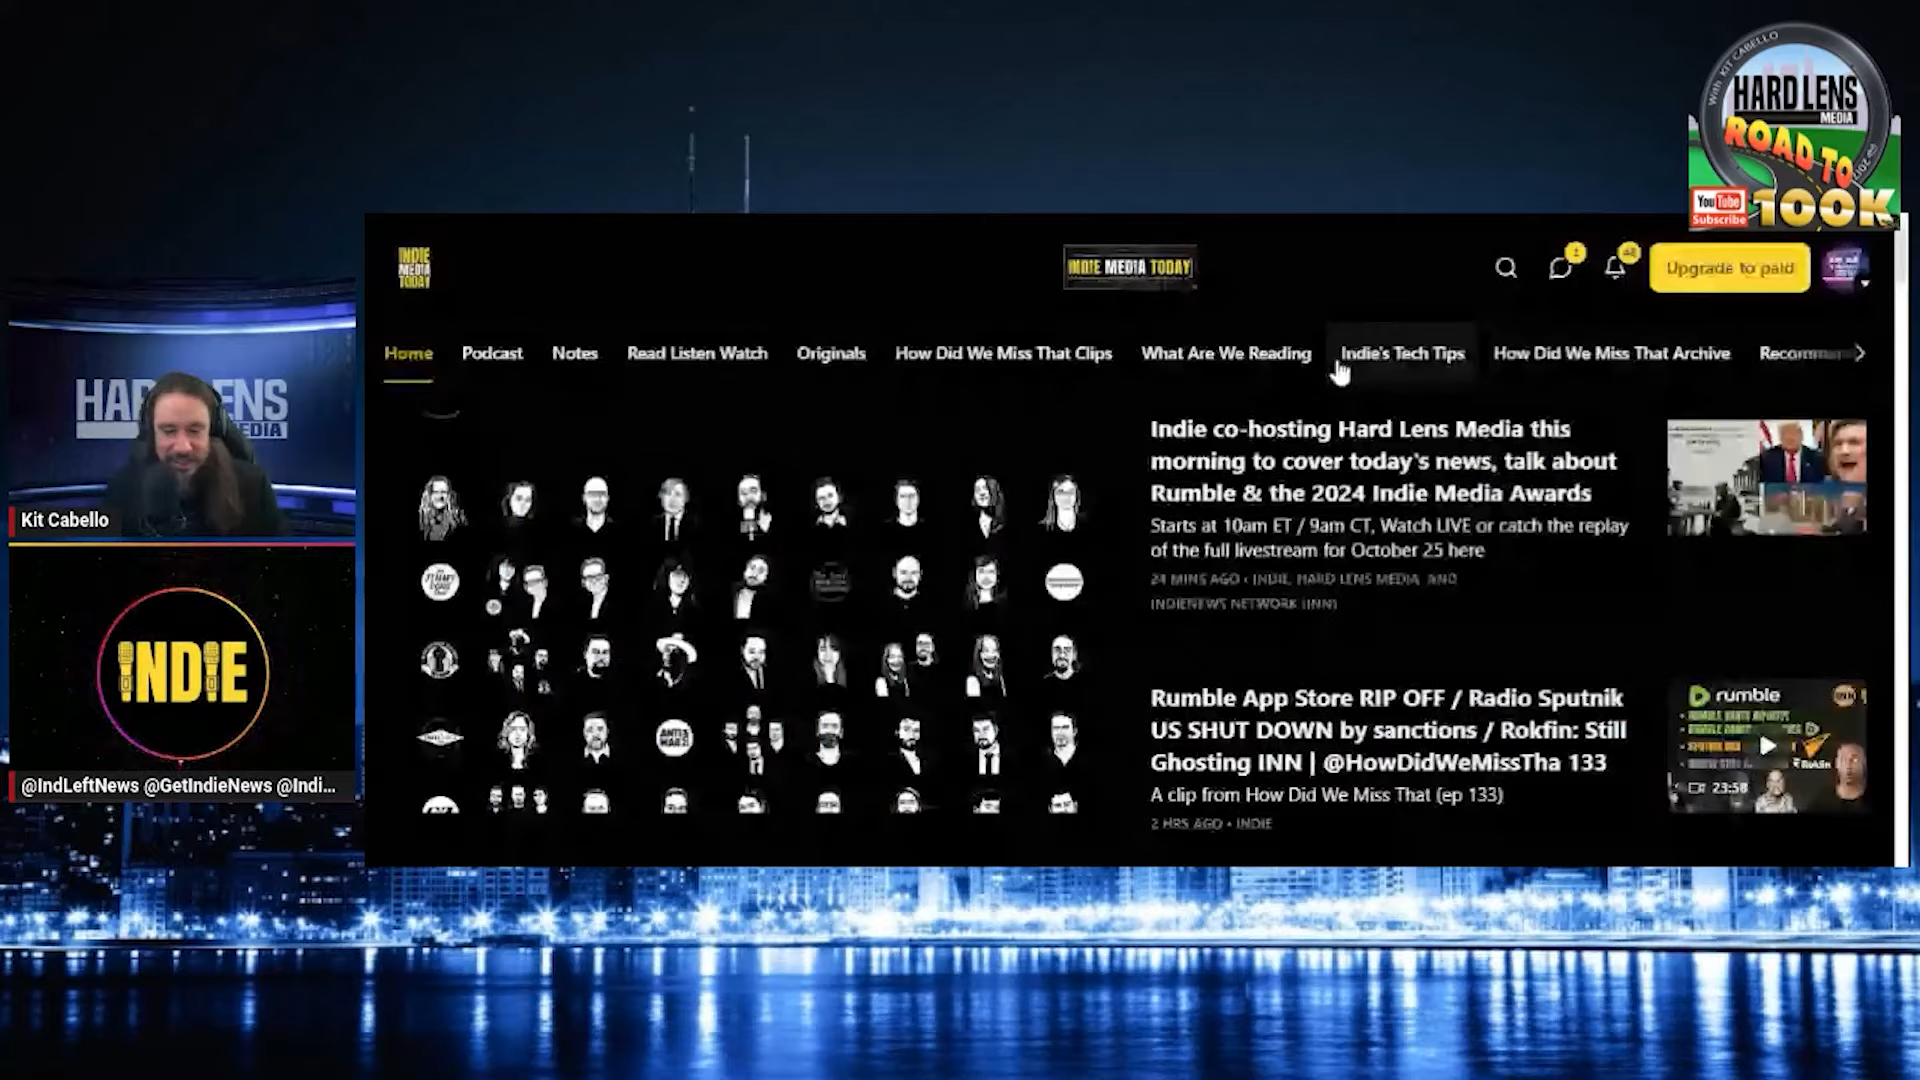 With KIT CABELLO
HARD LENS
MEDIA
ROAD TO
100K
YouTube
Subscribe
INDIE
MEDIA
TODAY
INDIE MEDIA TODAY
Upgrade to paid
Home
Podcast
Notes
Read Listen Watch
Originals
How Did We Miss That Clips
What Are We Reading
Indie's Tech Tips
How Did We Miss That Archive
Indie co-hosting Hard Lens Media this
morning to cover today's news, talk about
Rumble & the 2024 Indie Media Awards
Starts at 10am ET / 9am CT, Watch LIVE or catch the replay
of the full livestream for October 25 here
24 MINS AGO • INDIE, HARD LENS MEDIA, AND
INDIENEWS NETWORK (INN)
Rumble App Store RIP OFF / Radio Sputnik
US SHUT DOWN by sanctions / Rokfin: Still
Ghosting INN | @HowDidWeMissTha 133
A clip from How Did We Miss That (ep 133)
2 HRS AGO • INDIE
rumble
Rokfin
23:58
Kit Cabello
INDIE
@IndLeftNews @GetIndieNews @Indi...